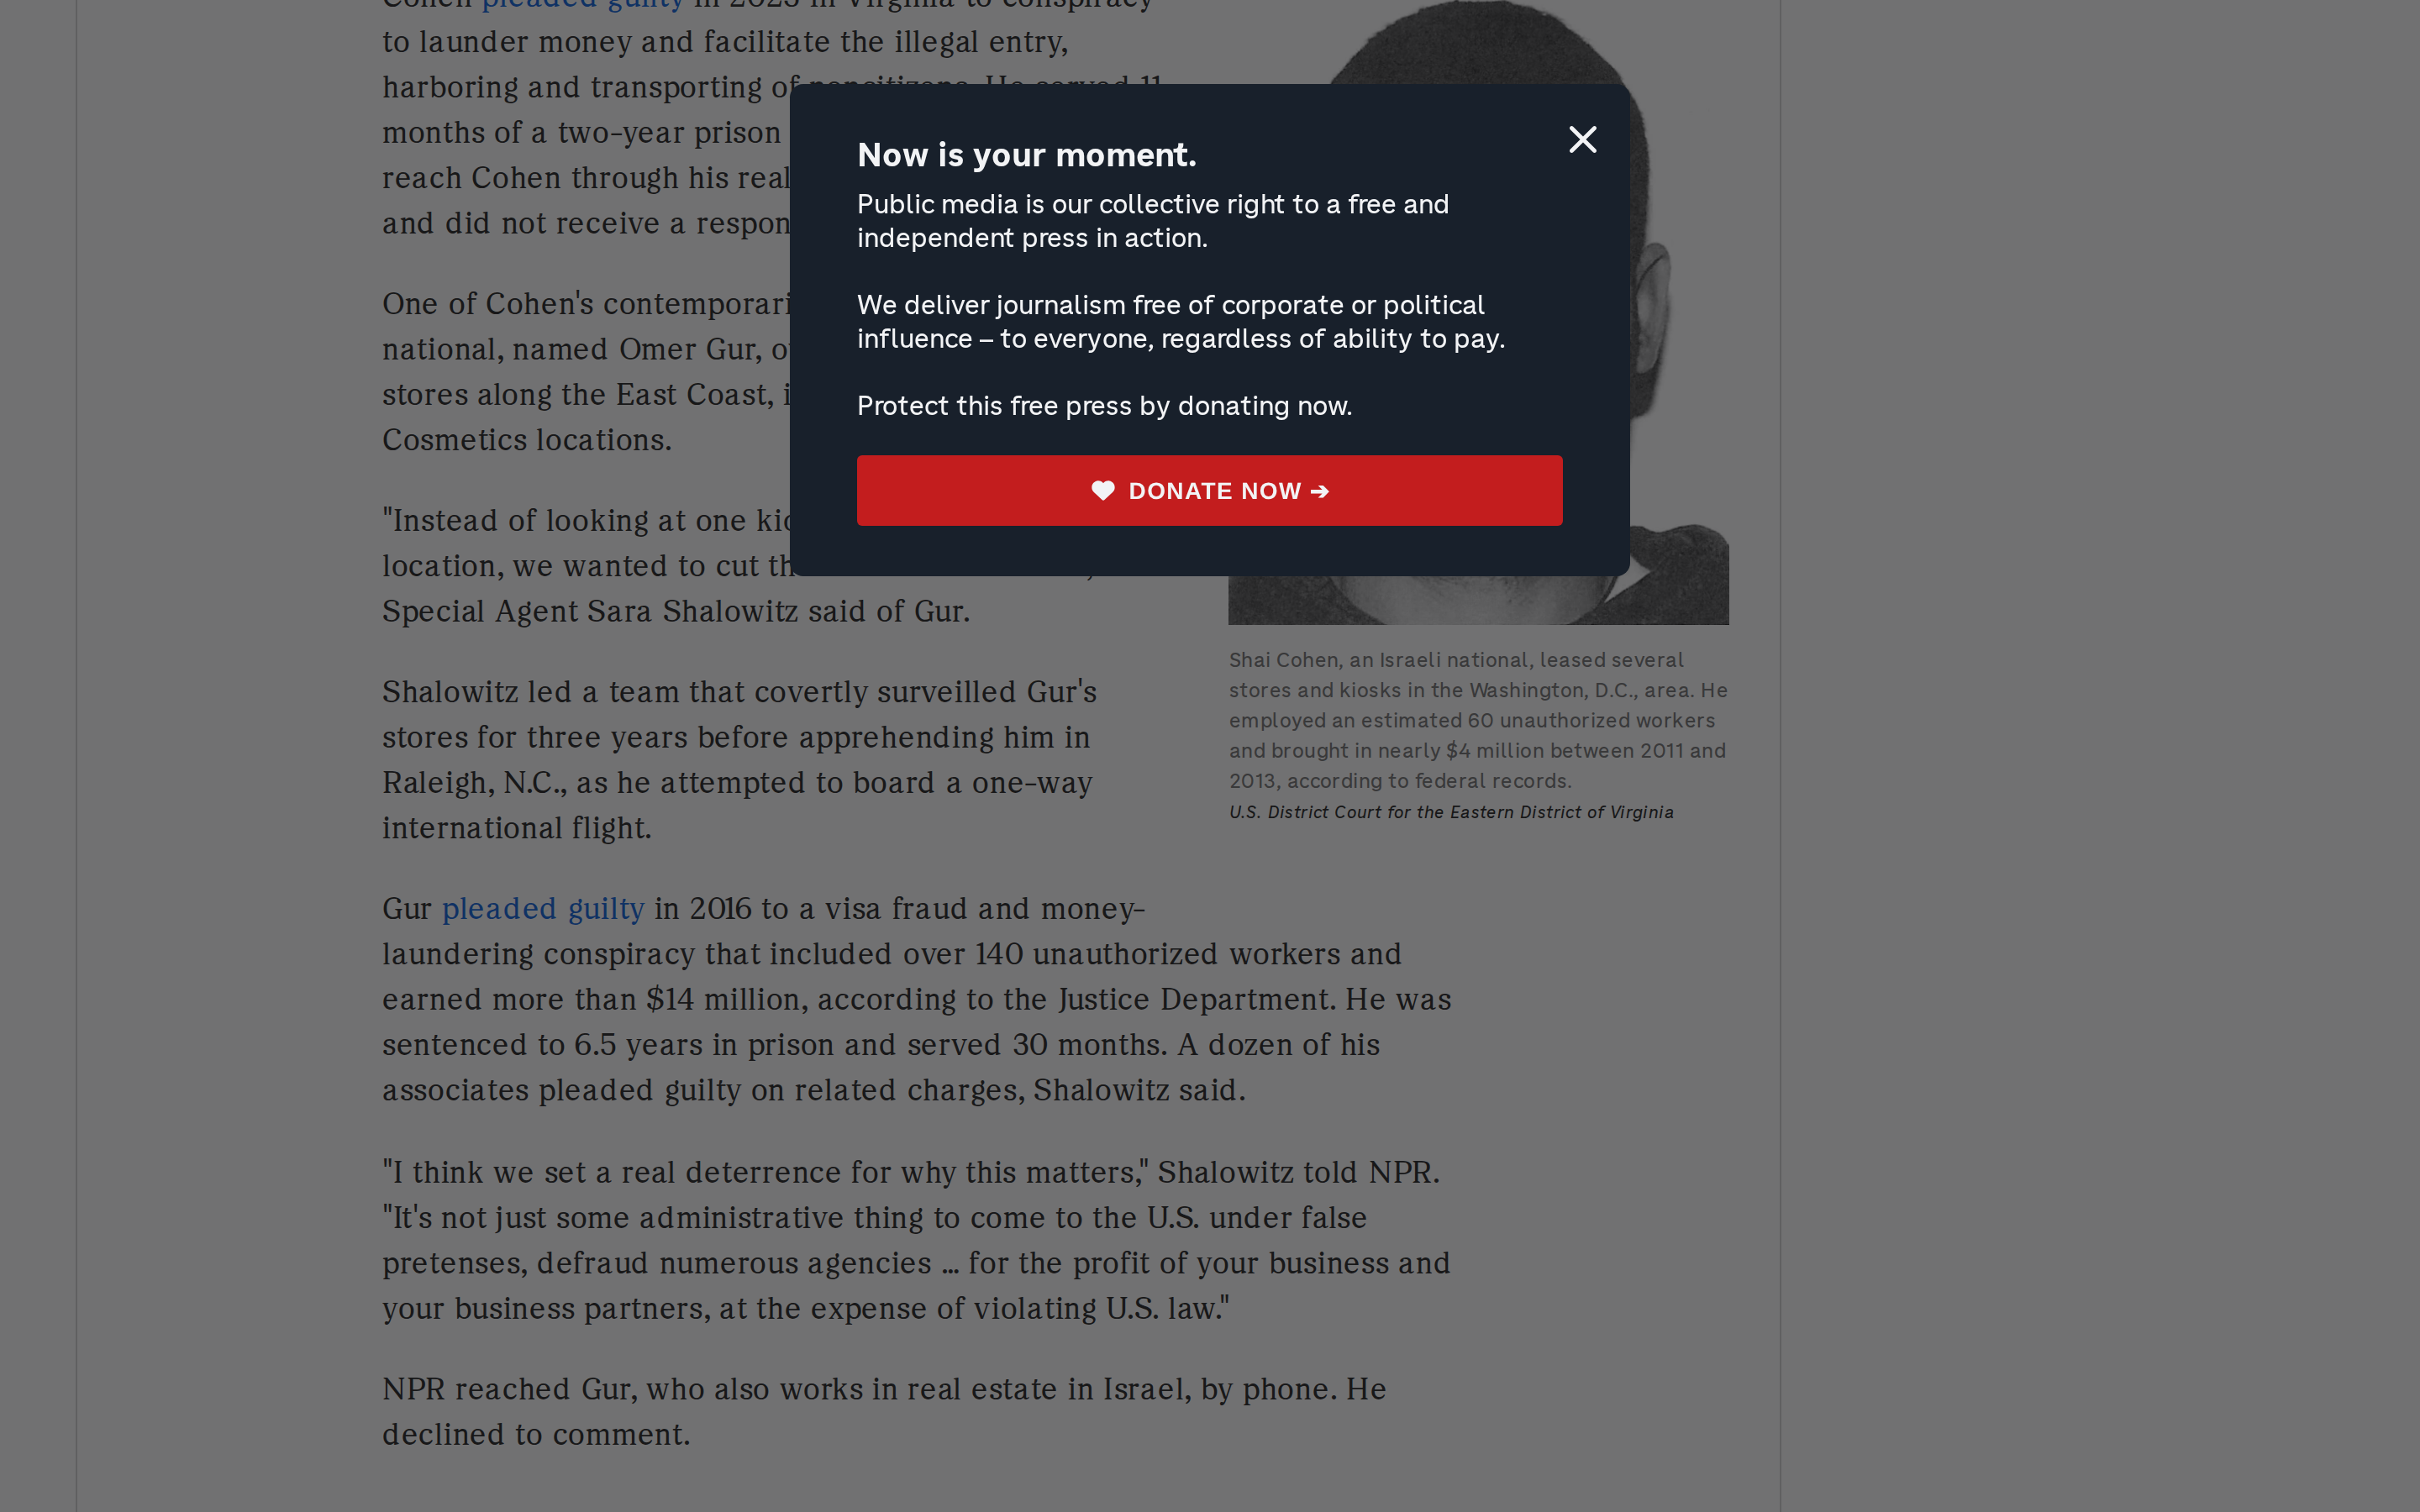 to launder money and facilitate the illegal entry,
harboring and transporting of
months of a two-year prison
reach Cohen through his real
and did not receive a
One of Cohen's
national, named Omer Gur,
stores along the East Coast,
Cosmetics locations.
"Instead of looking at one
location, we wanted to cut
Special Agent Sara Shalowitz said of Gur.
Shalowitz led a team that covertly surveilled Gur's
stores for three years before apprehending him in
Raleigh, N.C., as he attempted to board a one-way
international flight.
Gur pleaded guilty in 2016 to a visa fraud and money-
laundering conspiracy that included over 140 unauthorized workers and
earned more than $14 million, according to the Justice Department. He was
sentenced to 6.5 years in prison and served 30 months. A dozen of his
associates pleaded guilty on related charges, Shalowitz said.
"I think we set a real deterrence for why this matters," Shalowitz told NPR.
"It's not just some administrative thing to come to the U.S. under false
pretenses, defraud numerous agencies ... for the profit of your business and
your business partners, at the expense of violating U.S. law."
NPR reached Gur, who also works in real estate in Israel, by phone. He
declined to comment.
Now is your moment.
Public media is our collective right to a free and
independent press in action.
We deliver journalism free of corporate or political
influence – to everyone, regardless of ability to pay.
Protect this free press by donating now.
DONATE NOW ➔
Shai Cohen, an Israeli national, leased several
stores and kiosks in the Washington, D.C., area. He
employed an estimated 60 unauthorized workers
and brought in nearly $4 million between 2011 and
2013, according to federal records.
U.S. District Court for the Eastern District of Virginia